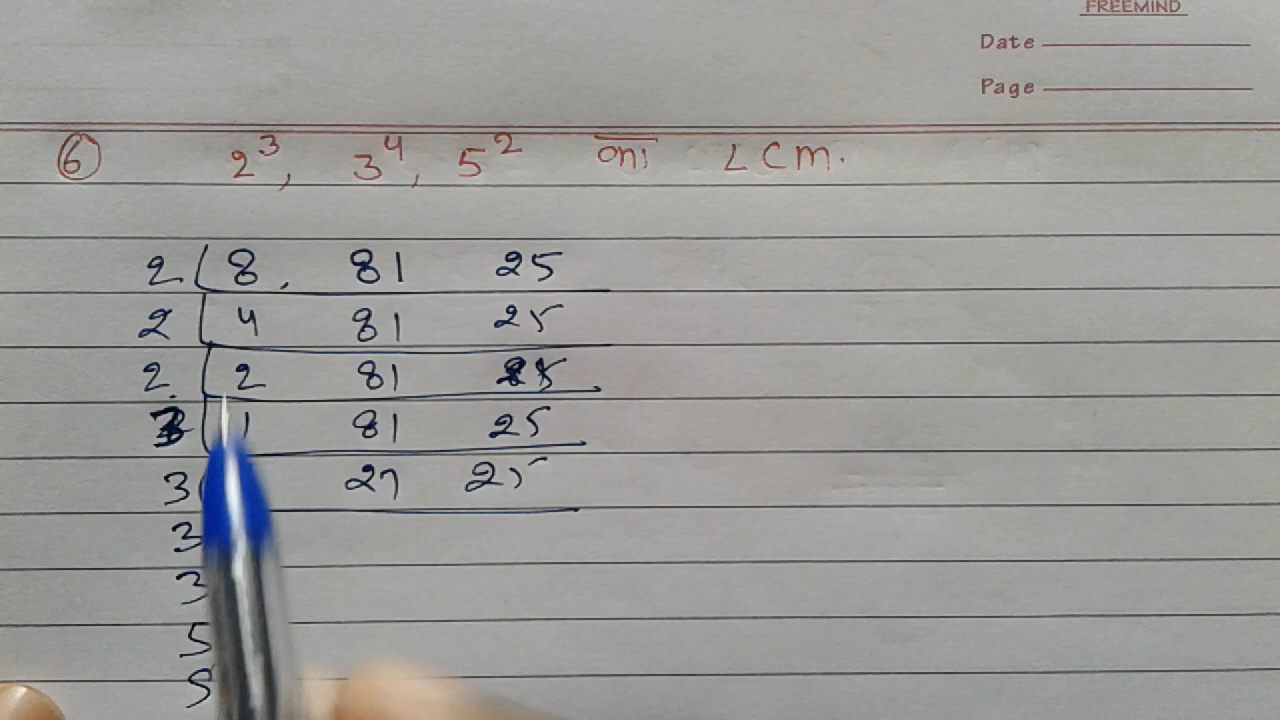 FREEMIND
Date
Page
⑥ 2³, 3⁴, 5² LCM.
2 8, 81 25
2 4 81 25
2. 2 81 25
3 1 81 25
3 27 25
3
3
5
5